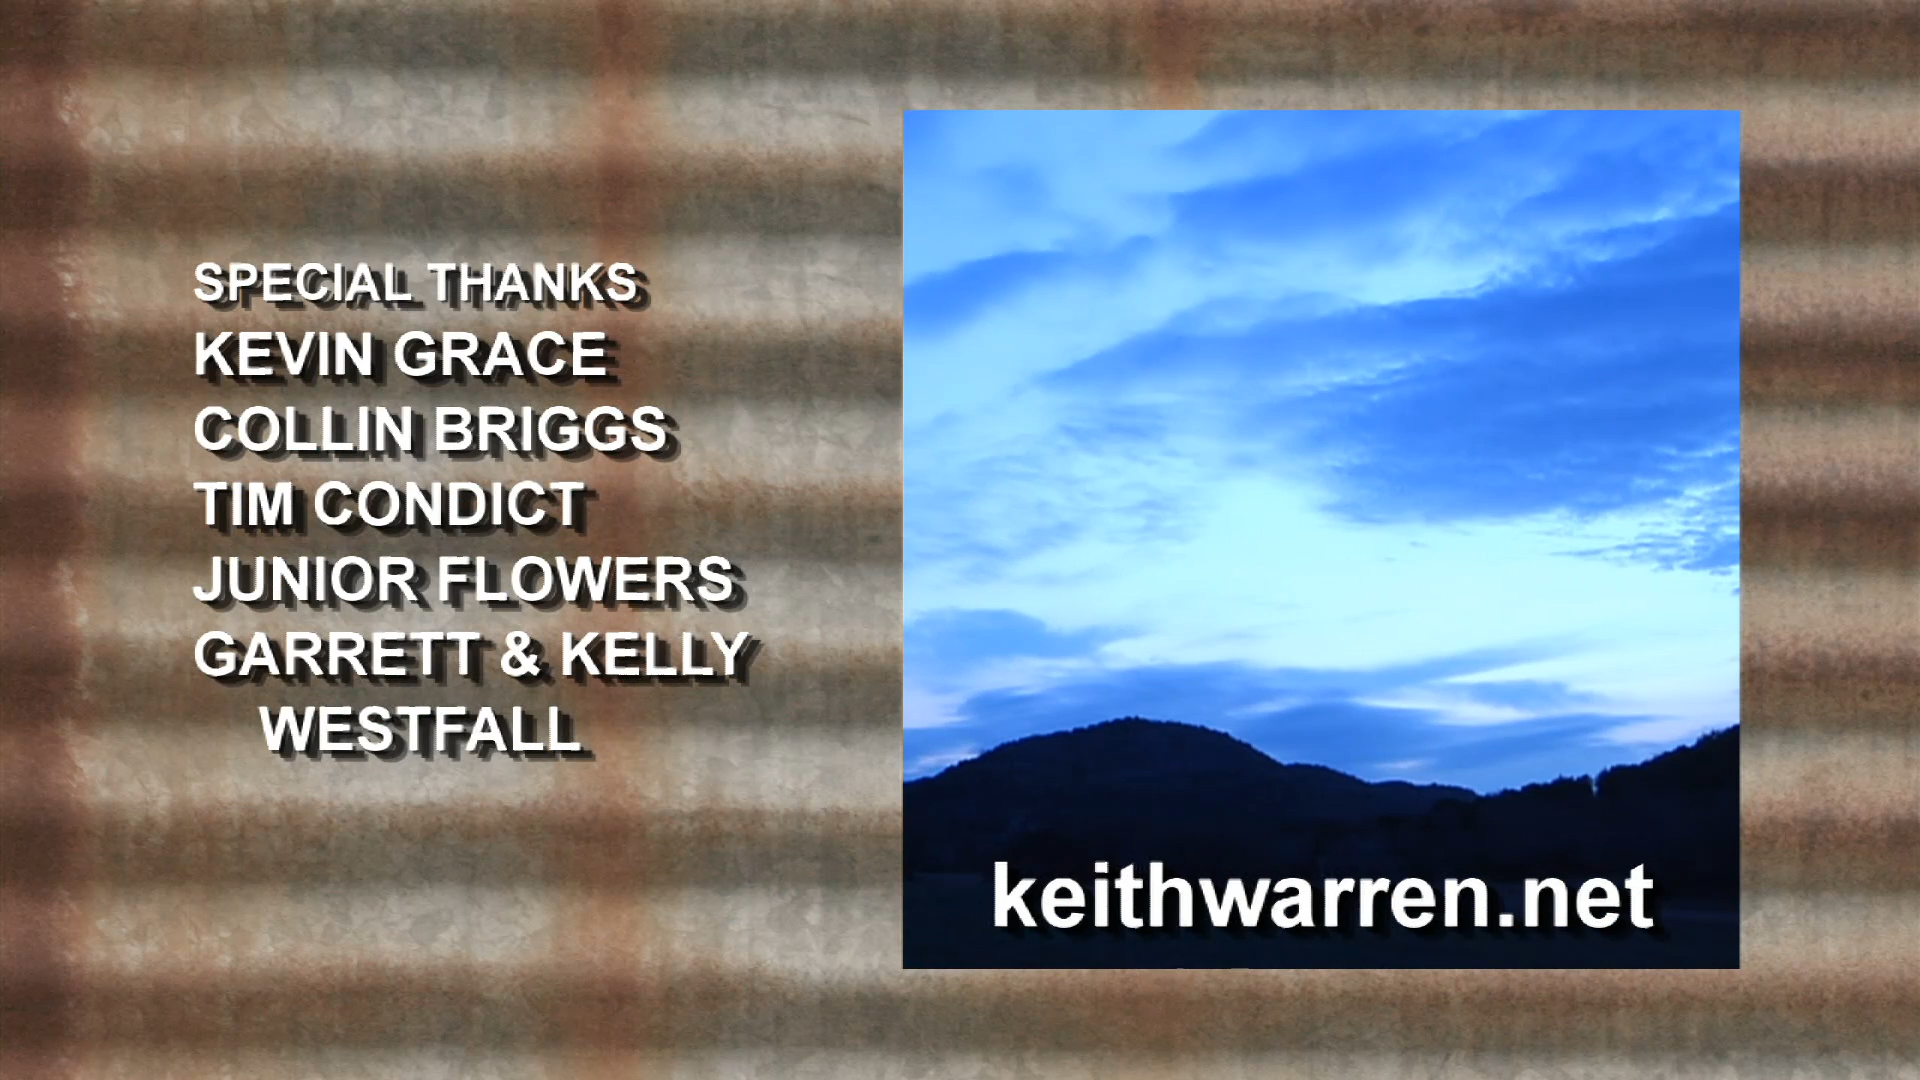 SPECIAL THANKS
KEVIN GRACE
COLLIN BRIGGS
TIM CONDICT
JUNIOR FLOWERS
GARRETT & KELLY
WESTFALL
keithwarren.net